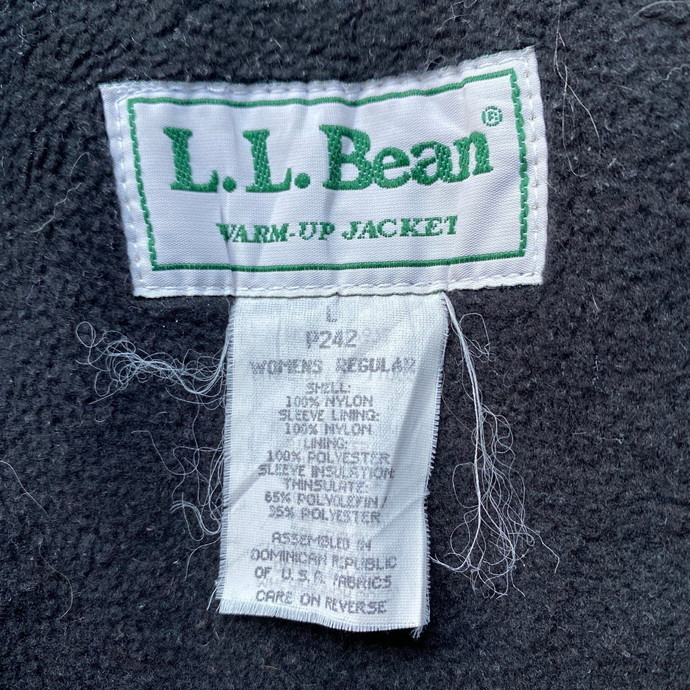 L.L.Bean®
WARM-UP JACKET
L
P242
WOMENS REGULAR
SHELL:
100% NYLON
SLEEVE LINING:
100% NYLON
LINING:
100% POLYESTER
SLEEVE INSULATION
THINSULATE:
65% POLYOLEFIN/
35% POLYESTER
ASSEMBLED IN
DOMINICAN REPUBLIC
OF U.S.A. FABRICS
CARE ON REVERSE